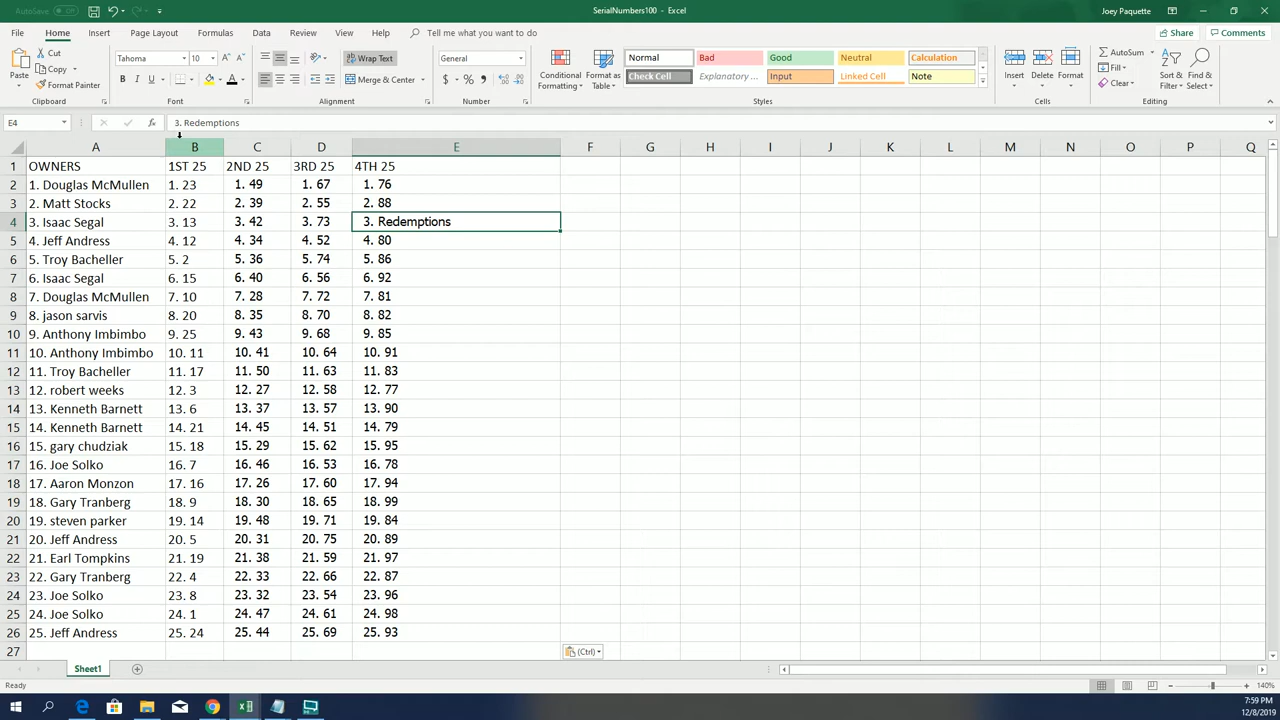 AutoSave Off
SerialNumbers100 - Excel
Joey Paquette
File Home Insert Page Layout Formulas Data Review View Help Tell me what you want to do
Share Comments
Paste Cut Copy Format Painter Clipboard
Tahoma 10 B I U A Font
Wrap Text Merge & Center Alignment
General $ % Number
Conditional Formatting Format as Table
Normal Bad Good Neutral Calculation
Check Cell Explanatory ... Input Linked Cell Note
Styles
Insert Delete Format Cells
AutoSum Fill Clear Sort & Filter Find & Select Editing
E4 fx 3. Redemptions
A B C D E F G H I J K L M N O P Q
1 OWNERS 1ST 25 2ND 25 3RD 25 4TH 25
2 1. Douglas McMullen 1. 23 1. 49 1. 67 1. 76
3 2. Matt Stocks 2. 22 2. 39 2. 55 2. 88
4 3. Isaac Segal 3. 13 3. 42 3. 73 3. Redemptions
5 4. Jeff Andress 4. 12 4. 34 4. 52 4. 80
6 5. Troy Bacheller 5. 2 5. 36 5. 74 5. 86
7 6. Isaac Segal 6. 15 6. 40 6. 56 6. 92
8 7. Douglas McMullen 7. 10 7. 28 7. 72 7. 81
9 8. jason sarvis 8. 20 8. 35 8. 70 8. 82
10 9. Anthony Imbimbo 9. 25 9. 43 9. 68 9. 85
11 10. Anthony Imbimbo 10. 11 10. 41 10. 64 10. 91
12 11. Troy Bacheller 11. 17 11. 50 11. 63 11. 83
13 12. robert weeks 12. 3 12. 27 12. 58 12. 77
14 13. Kenneth Barnett 13. 6 13. 37 13. 57 13. 90
15 14. Kenneth Barnett 14. 21 14. 45 14. 51 14. 79
16 15. gary chudziak 15. 18 15. 29 15. 62 15. 95
17 16. Joe Solko 16. 7 16. 46 16. 53 16. 78
18 17. Aaron Monzon 17. 16 17. 26 17. 60 17. 94
19 18. Gary Tranberg 18. 9 18. 30 18. 65 18. 99
20 19. steven parker 19. 14 19. 48 19. 71 19. 84
21 20. Jeff Andress 20. 5 20. 31 20. 75 20. 89
22 21. Earl Tompkins 21. 19 21. 38 21. 59 21. 97
23 22. Gary Tranberg 22. 4 22. 33 22. 66 22. 87
24 23. Joe Solko 23. 8 23. 32 23. 54 23. 96
25 24. Joe Solko 24. 1 24. 47 24. 61 24. 98
26 25. Jeff Andress 25. 24 25. 44 25. 69 25. 93
27
(Ctrl)
Sheet1
Ready
140%
7:59 PM
12/8/2019